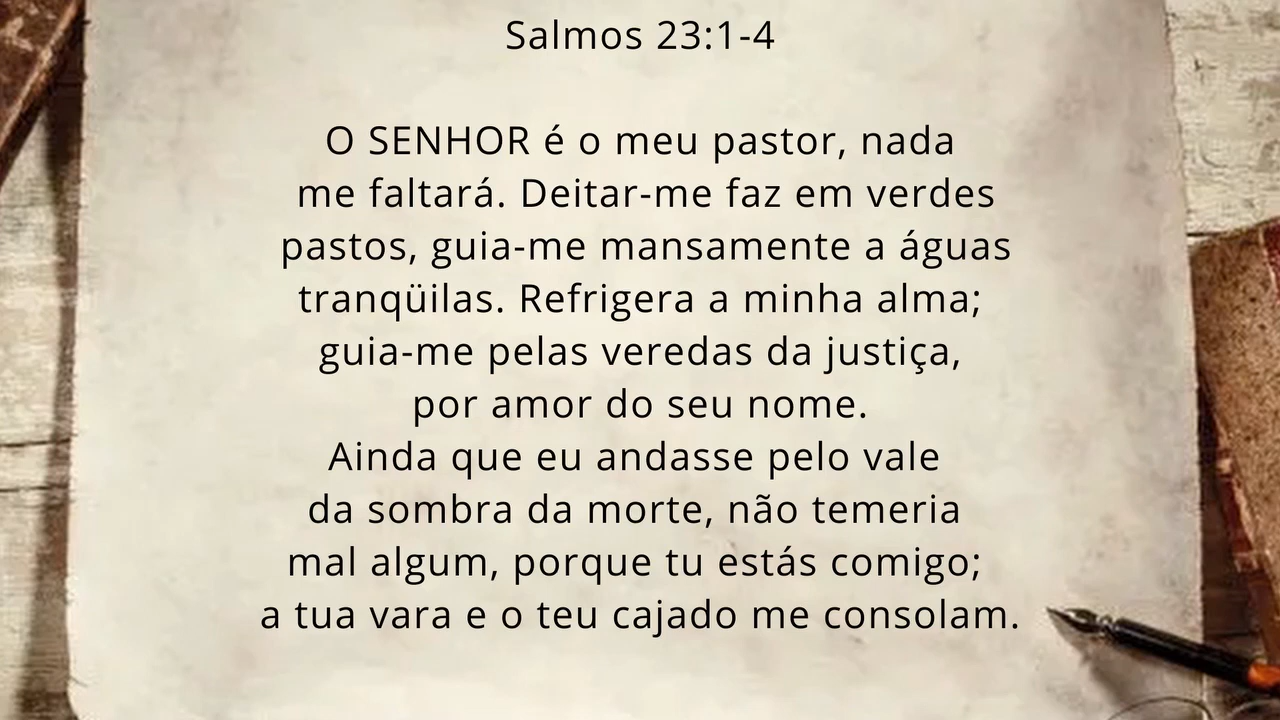 Salmos 23:1-4
O SENHOR é o meu pastor, nada
me faltará. Deitar-me faz em verdes
pastos, guia-me mansamente a águas
tranqüilas. Refrigera a minha alma;
guia-me pelas veredas da justiça,
por amor do seu nome.
Ainda que eu andasse pelo vale
da sombra da morte, não temeria
mal algum, porque tu estás comigo;
a tua vara e o teu cajado me consolam.